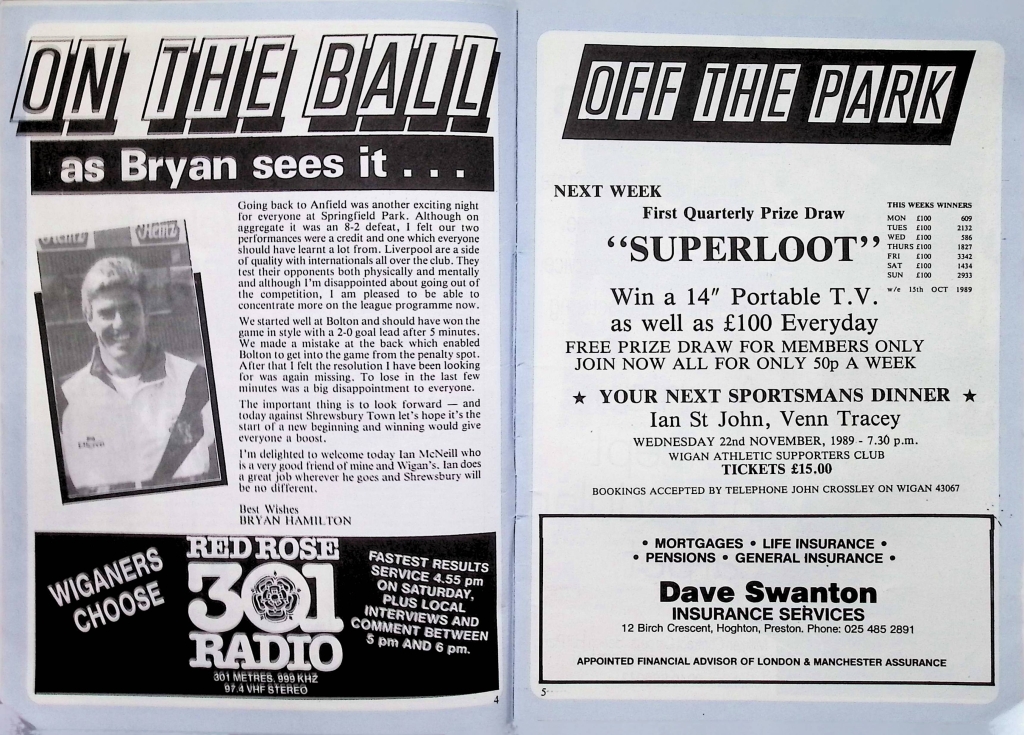 ON THE BALL
as Bryan sees it . . .
Heinz
Going back to Anfield was another exciting night
for everyone at Springfield Park. Although on
aggregate it was an 8-2 defeat, I felt our two
performances were a credit and one which everyone
should have learnt a lot from. Liverpool are a side
of quality with internationals all over the club. They
test their opponents both physically and mentally
and although I'm disappointed about going out of
the competition, I am pleased to be able to
concentrate more on the league programme now.
We started well at Bolton and should have won the
game in style with a 2-0 goal lead after 5 minutes.
We made a mistake at the back which enabled
Bolton to get into the game from the penalty spot.
After that I felt the resolution I have been looking
for was again missing. To lose in the last few
minutes was a big disappointment to everyone.
The important thing is to look forward — and
today against Shrewsbury Town let's hope it's the
start of a new beginning and winning would give
everyone a boost.
I'm delighted to welcome today Ian McNeill who
is a very good friend of mine and Wigan's. Ian does
a great job wherever he goes and Shrewsbury will
be no different.
Best Wishes
BRYAN HAMILTON
WIGANERS
CHOOSE
RED ROSE
301
RADIO
301 METRES. 999 KHZ
97.4 VHF STEREO
FASTEST RESULTS
SERVICE 4.55 pm
ON SATURDAY,
PLUS LOCAL
INTERVIEWS AND
COMMENT BETWEEN
5 pm AND 6 pm.
4
OFF THE PARK
NEXT WEEK
First Quarterly Prize Draw
"SUPERLOOT"
THIS WEEKS WINNERS
MON £100 609
TUES £100 2132
WED £100 586
THURS £100 1827
FRI £100 3342
SAT £100 1434
SUN £100 2933
w/e 15th OCT 1989
Win a 14" Portable T.V.
as well as £100 Everyday
FREE PRIZE DRAW FOR MEMBERS ONLY
JOIN NOW ALL FOR ONLY 50p A WEEK
★ YOUR NEXT SPORTSMANS DINNER ★
Ian St John, Venn Tracey
WEDNESDAY 22nd NOVEMBER, 1989 - 7.30 p.m.
WIGAN ATHLETIC SUPPORTERS CLUB
TICKETS £15.00
BOOKINGS ACCEPTED BY TELEPHONE JOHN CROSSLEY ON WIGAN 43067
• MORTGAGES • LIFE INSURANCE •
• PENSIONS • GENERAL INSURANCE •
Dave Swanton
INSURANCE SERVICES
12 Birch Crescent, Hoghton, Preston. Phone: 025 485 2891
APPOINTED FINANCIAL ADVISOR OF LONDON & MANCHESTER ASSURANCE
5